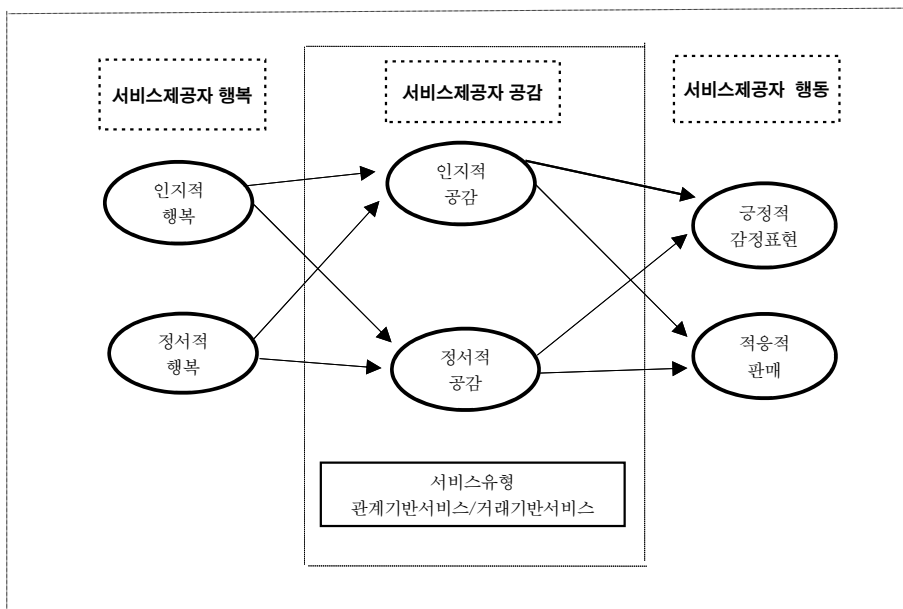 서비스제공자 행복
서비스제공자 공감
서비스제공자 행동
인지적
행복
인지적
공감
긍정적
감정표현
정서적
행복
정서적
공감
적응적
판매
서비스유형
관계기반서비스/거래기반서비스